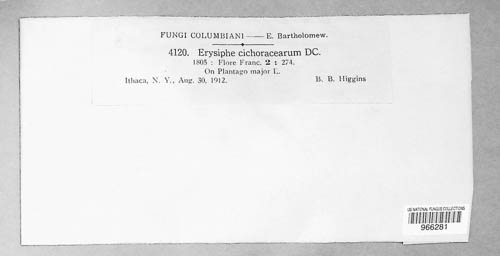 FUNGI COLUMBIANI — E. Bartholomew.
4120. Erysiphe cichoracearum DC.
1805 : Flore Franc. 2 : 274.
On Plantago major L.
Ithaca, N. Y., Aug. 30, 1912. B. B. Higgins
US NATIONAL FUNGUS COLLECTIONS
966281